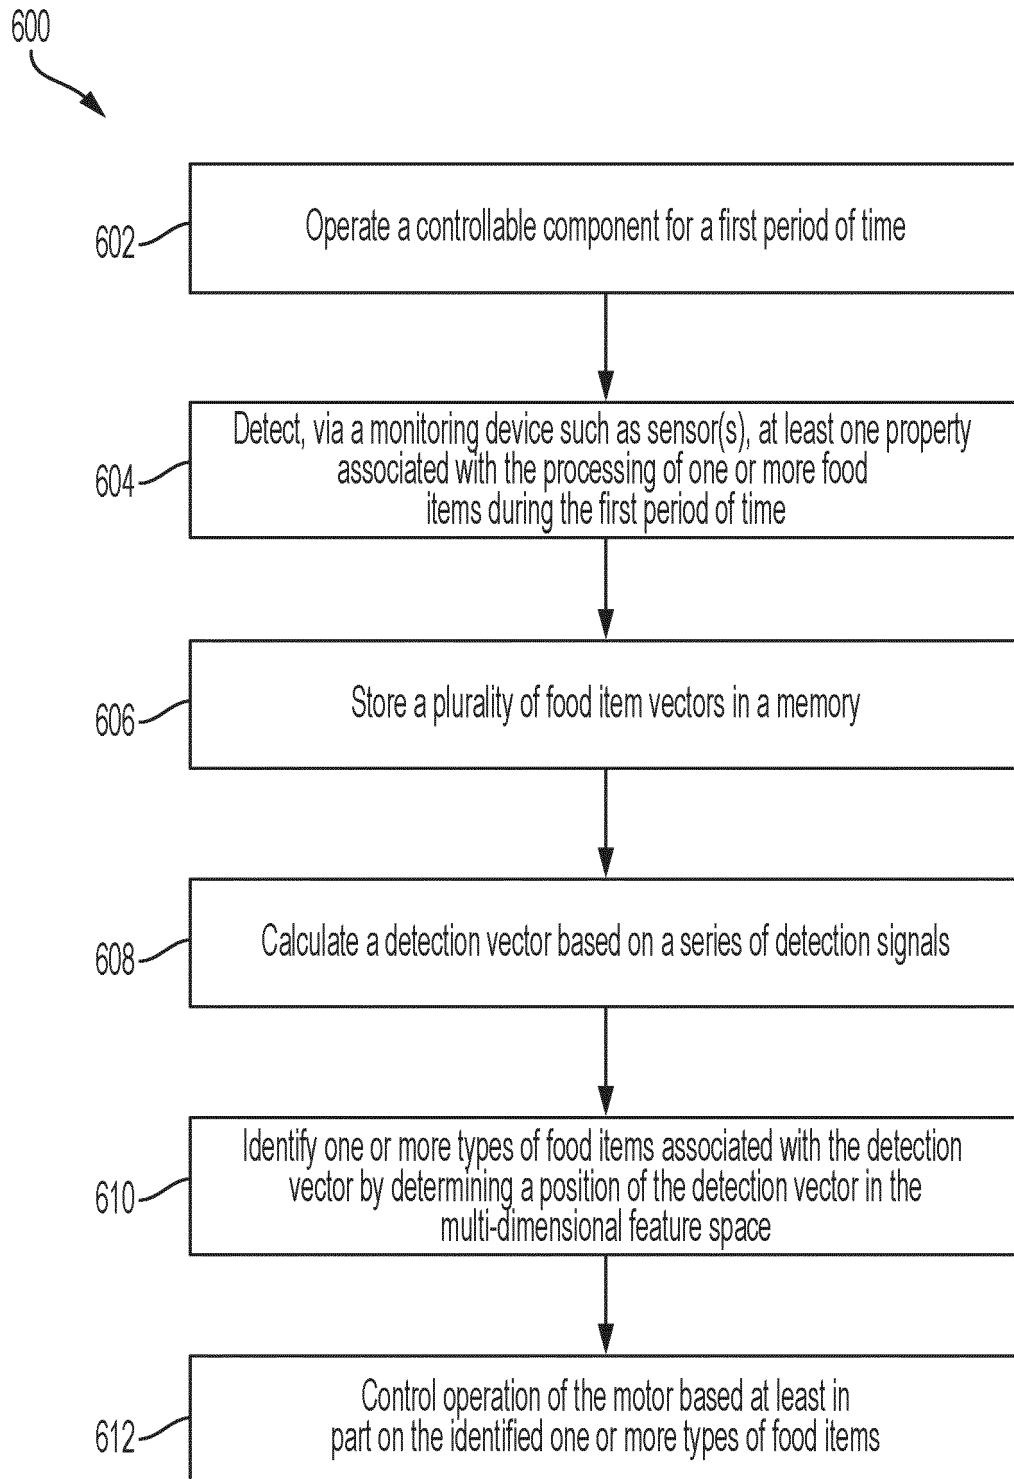 600
602
Operate a controllable component for a first period of time
604
Detect, via a monitoring device such as sensor(s), at least one property
associated with the processing of one or more food
items during the first period of time
606
Store a plurality of food item vectors in a memory
608
Calculate a detection vector based on a series of detection signals
610
Identify one or more types of food items associated with the detection
vector by determining a position of the detection vector in the
multi-dimensional feature space
612
Control operation of the motor based at least in
part on the identified one or more types of food items